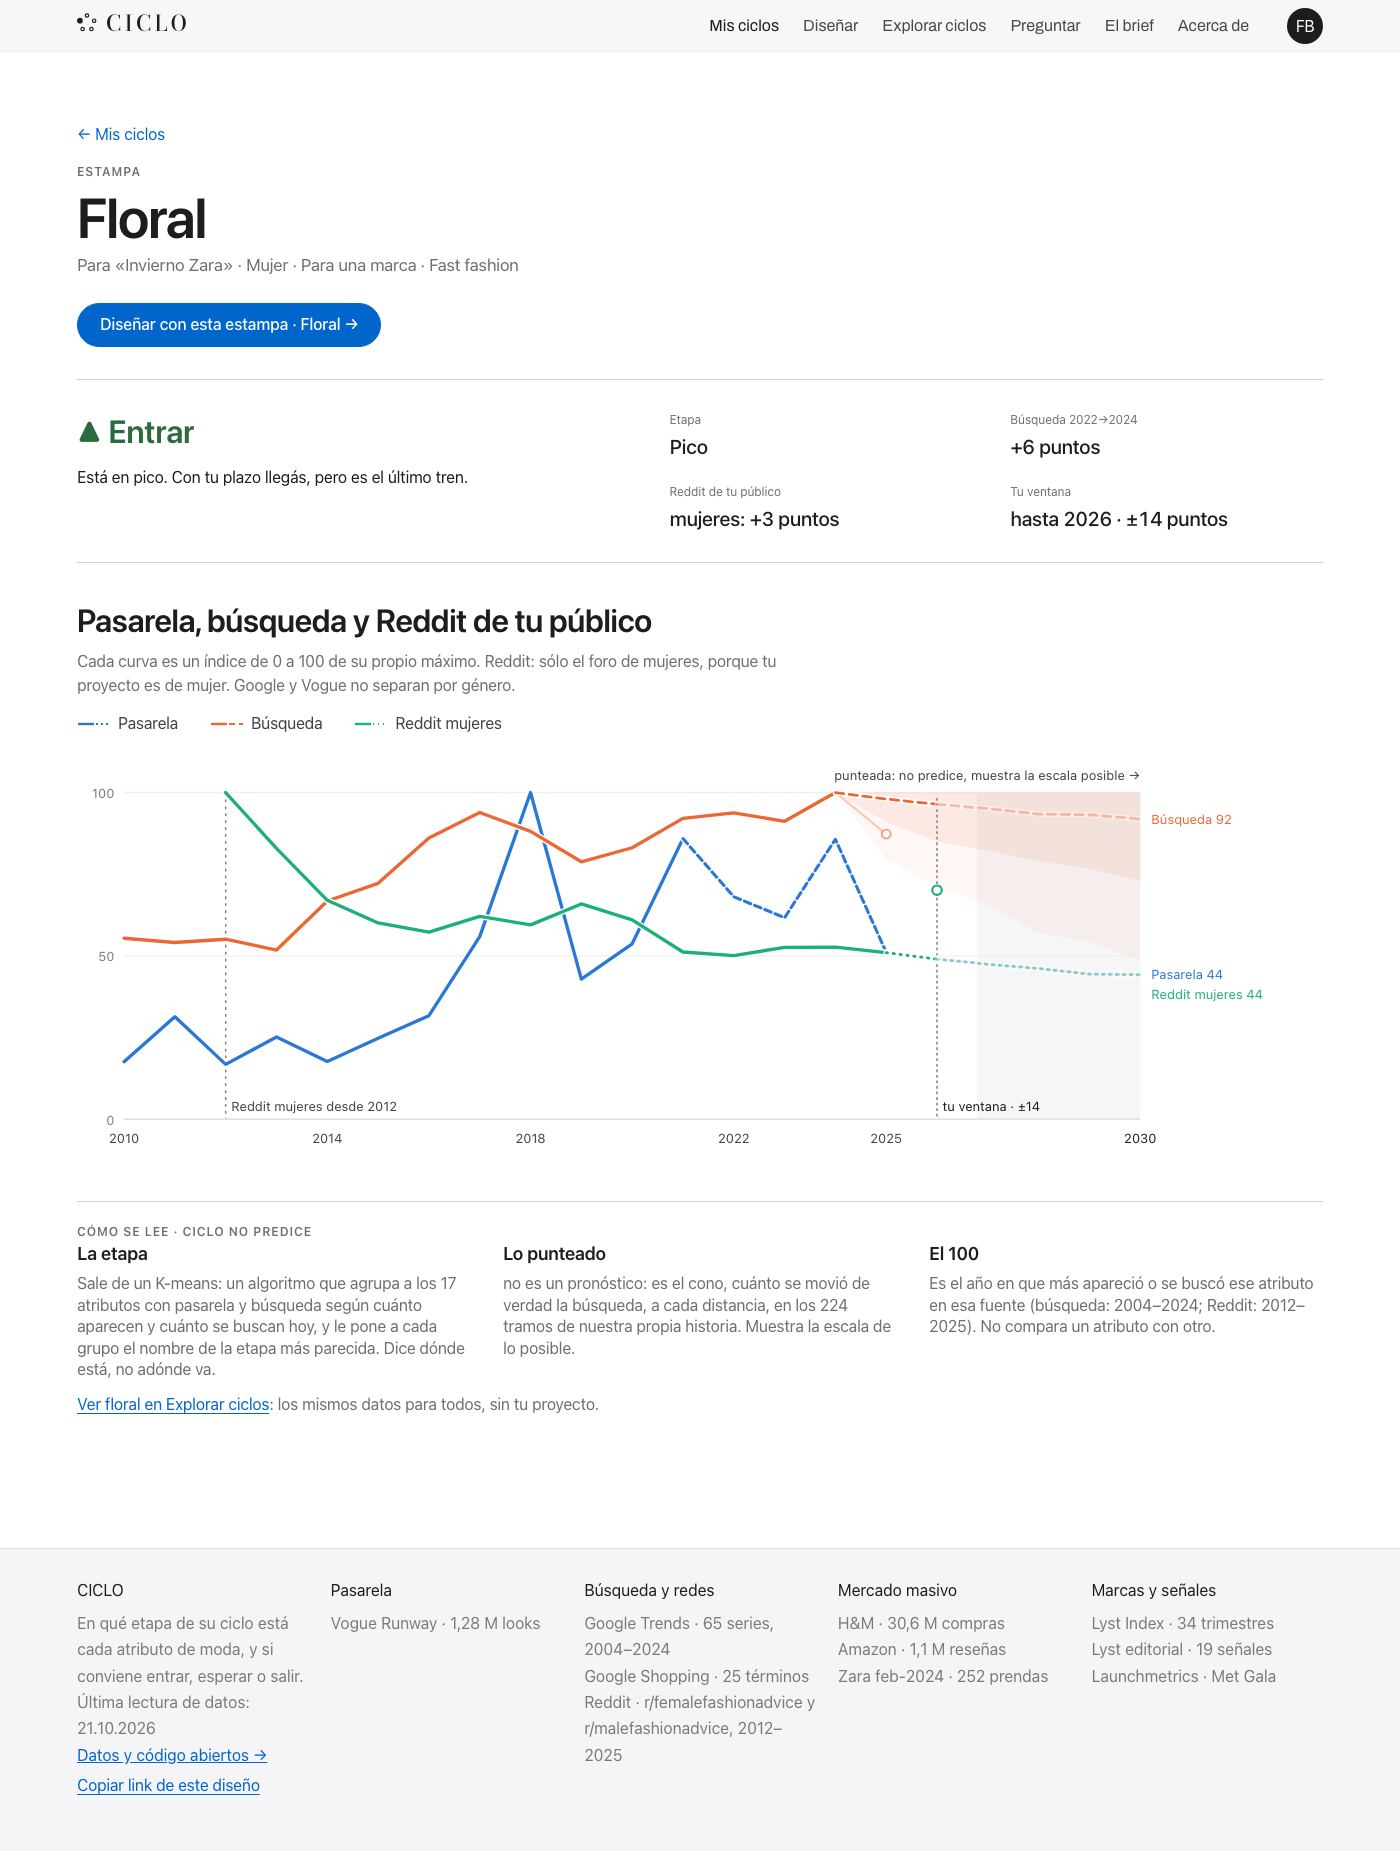 CICLO
Mis ciclos
Diseñar
Explorar ciclos
Preguntar
El brief
Acerca de
FB
← Mis ciclos
ESTAMPA
Floral
Para «Invierno Zara» · Mujer · Para una marca · Fast fashion
Diseñar con esta estampa · Floral →
Entrar
Está en pico. Con tu plazo llegás, pero es el último tren.
Etapa
Pico
Búsqueda 2022→2024
+6 puntos
Reddit de tu público
mujeres: +3 puntos
Tu ventana
hasta 2026 · ±14 puntos
Pasarela, búsqueda y Reddit de tu público
Cada curva es un índice de 0 a 100 de su propio máximo. Reddit: sólo el foro de mujeres, porque tu
proyecto es de mujer. Google y Vogue no separan por género.
Pasarela
Búsqueda
Reddit mujeres
punteada: no predice, muestra la escala posible →
100
50
0
Búsqueda 92
Pasarela 44
Reddit mujeres 44
Reddit mujeres desde 2012
tu ventana · ±14
2010
2014
2018
2022
2025
2030
CÓMO SE LEE · CICLO NO PREDICE
La etapa
Sale de un K-means: un algoritmo que agrupa a los 17
atributos con pasarela y búsqueda según cuánto
aparecen y cuánto se buscan hoy, y le pone a cada
grupo el nombre de la etapa más parecida. Dice dónde
está, no adónde va.
Lo punteado
no es un pronóstico: es el cono, cuánto se movió de
verdad la búsqueda, a cada distancia, en los 224
tramos de nuestra propia historia. Muestra la escala de
lo posible.
El 100
Es el año en que más apareció o se buscó ese atributo
en esa fuente (búsqueda: 2004–2024; Reddit: 2012–
2025). No compara un atributo con otro.
Ver floral en Explorar ciclos: los mismos datos para todos, sin tu proyecto.
CICLO
En qué etapa de su ciclo está
cada atributo de moda, y si
conviene entrar, esperar o salir.
Última lectura de datos:
21.10.2026
Datos y código abiertos →
Copiar link de este diseño
Pasarela
Vogue Runway · 1,28 M looks
Búsqueda y redes
Google Trends · 65 series,
2004–2024
Google Shopping · 25 términos
Reddit · r/femalefashionadvice y
r/malefashionadvice, 2012–
2025
Mercado masivo
H&M · 30,6 M compras
Amazon · 1,1 M reseñas
Zara feb-2024 · 252 prendas
Marcas y señales
Lyst Index · 34 trimestres
Lyst editorial · 19 señales
Launchmetrics · Met Gala